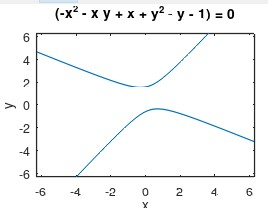 (-x² - x y + x + y² - y - 1) = 0
6
4
2
y
0
-2
-4
-6
-6 -4 -2 0 2 4 6
x